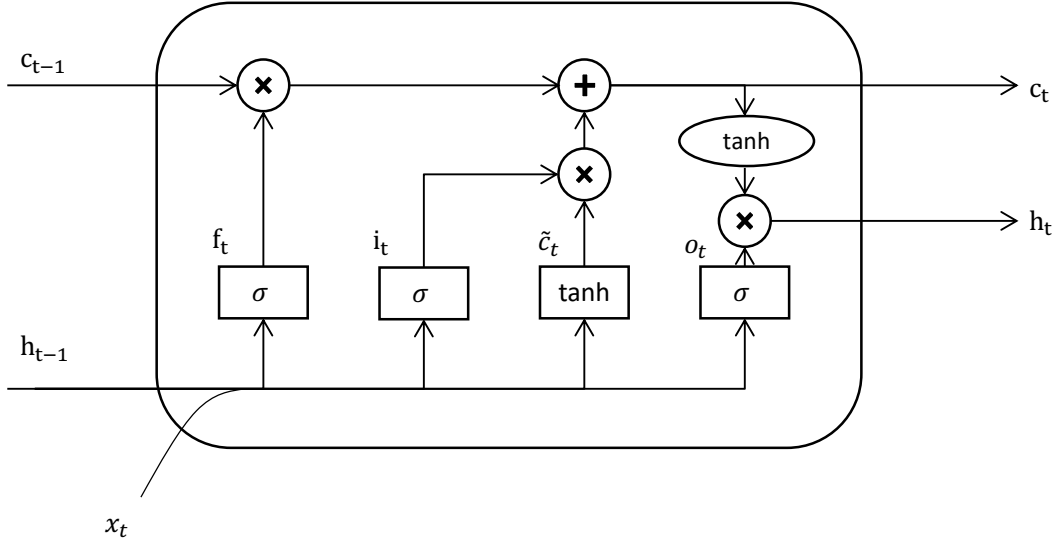 c_{t−1}
×
+
c_t
tanh
×
×
h_t
f_t
i_t
c̃_t
o_t
σ
σ
tanh
σ
h_{t−1}
x_t